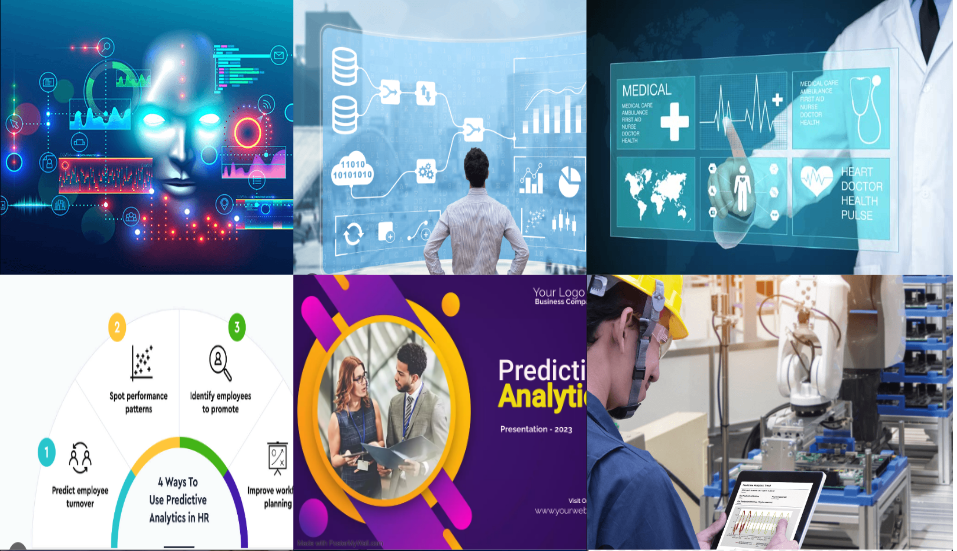 11010
10101010
MEDICAL
MEDICAL CARE
AMBULANCE
FIRST AID
NURSE
DOCTOR
HEALTH
MEDICAL CARE
AMBULANCE
FIRST AID
NURSE
DOCTOR
HEALTH
HEART
DOCTOR
HEALTH
PULSE
1
Predict employee
turnover
2
Spot performance
patterns
3
Identify employees
to promote
Improve work
planning
4 Ways To
Use Predictive
Analytics in HR
Your Logo
Business Comp
Predicti
Analytic
Presentation - 2023
Visit O
www.yourweb
Made with PosterMyWall.com